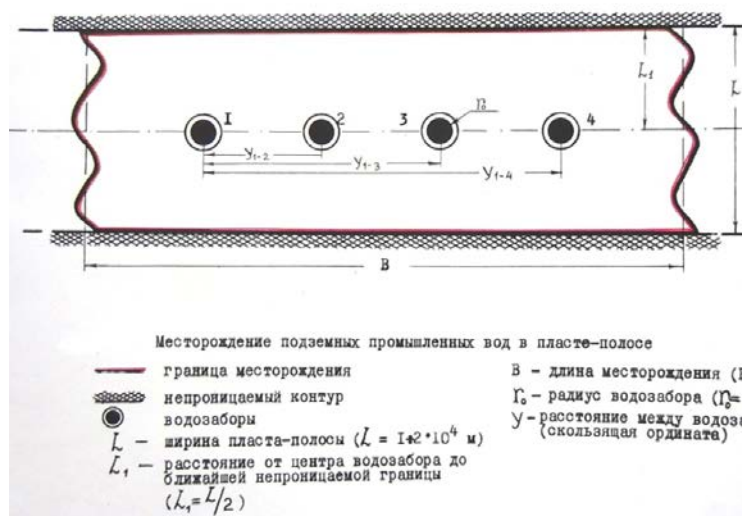 L₁
L
1
2
3
r₀
4
y₁₋₂
y₁₋₃
y₁₋₄
B
Месторождение подземных промышленных вод в пласте-полосе
граница месторождения
непроницаемый контур
водозаборы
L — ширина пласта-полосы (L = 1÷2*10⁴ м)
L₁ — расстояние от центра водозабора до
ближайшей непроницаемой границы
(L₁=L/2)
B - длина месторождения (
r₀ - радиус водозабора (r₀=
y - расстояние между водоза
(скользящая ордината)